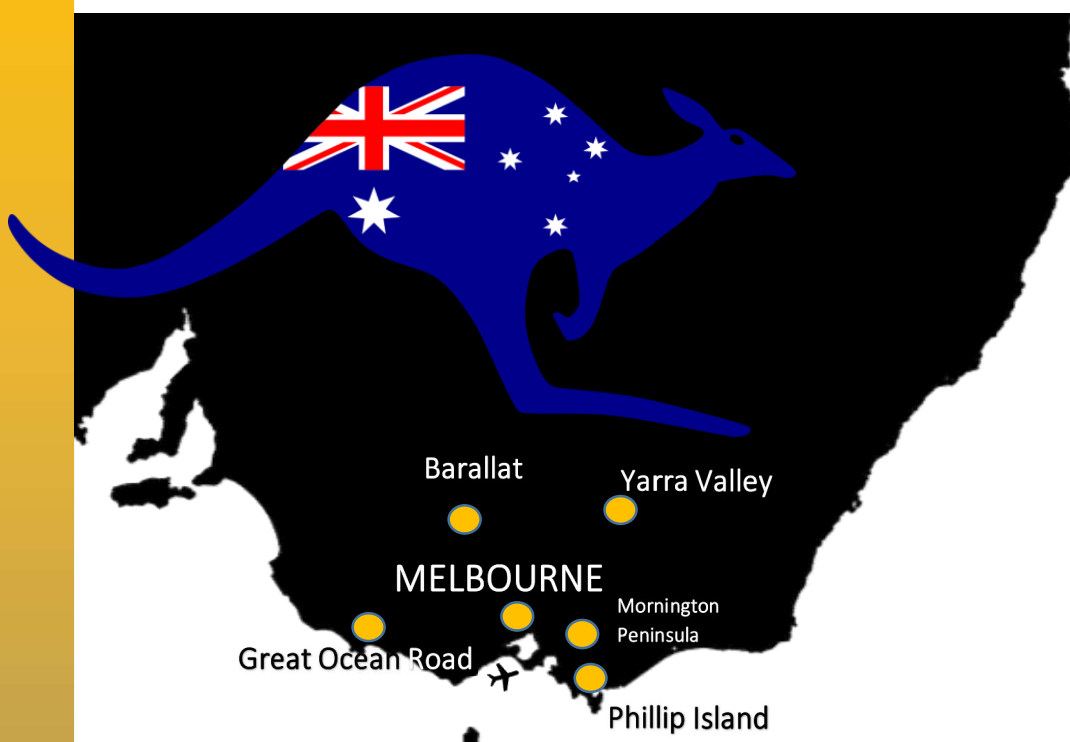 Barallat
Yarra Valley
MELBOURNE
Mornington
Peninsula
Great Ocean Road
Phillip Island